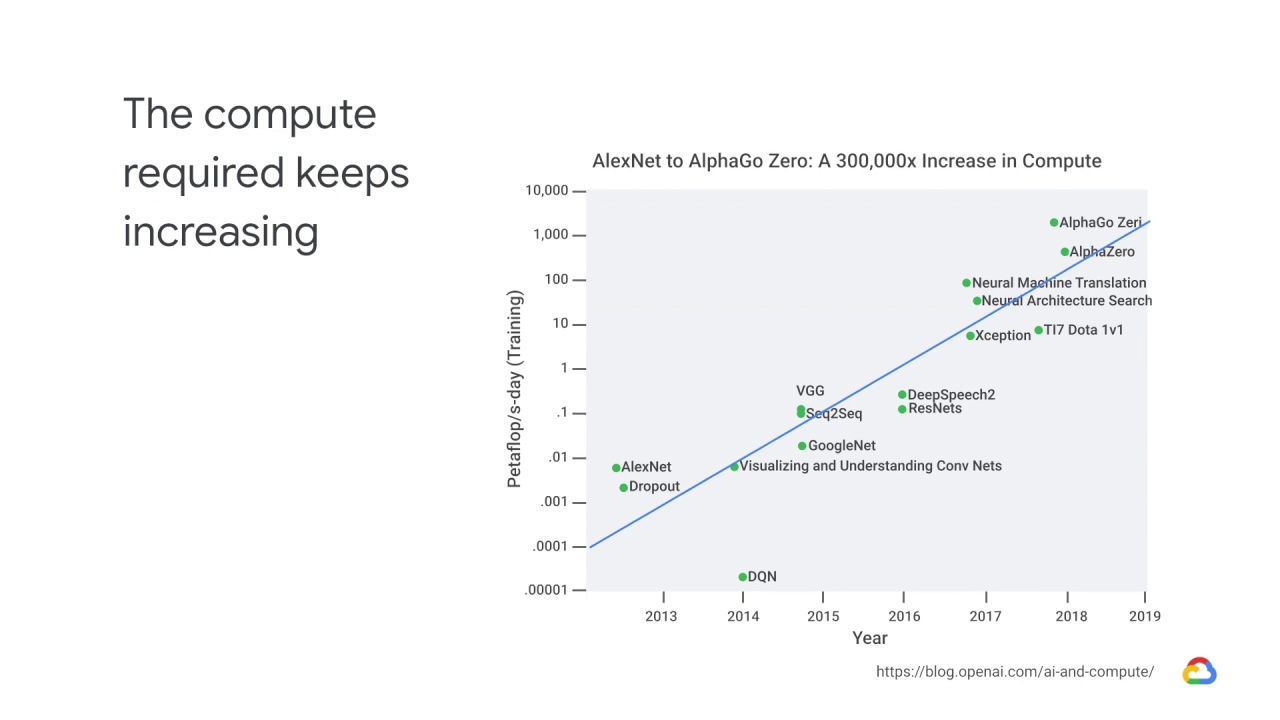 The compute
required keeps
increasing
AlexNet to AlphaGo Zero: A 300,000x Increase in Compute
10,000
1,000
100
10
1
.1
.01
.001
.0001
.00001
Petaflop/s-day (Training)
AlphaGo Zeri
AlphaZero
Neural Machine Translation
Neural Architecture Search
TI7 Dota 1v1
Xception
VGG
Seq2Seq
DeepSpeech2
ResNets
GoogleNet
AlexNet
Visualizing and Understanding Conv Nets
Dropout
DQN
2013 2014 2015 2016 2017 2018 2019
Year
https://blog.openai.com/ai-and-compute/